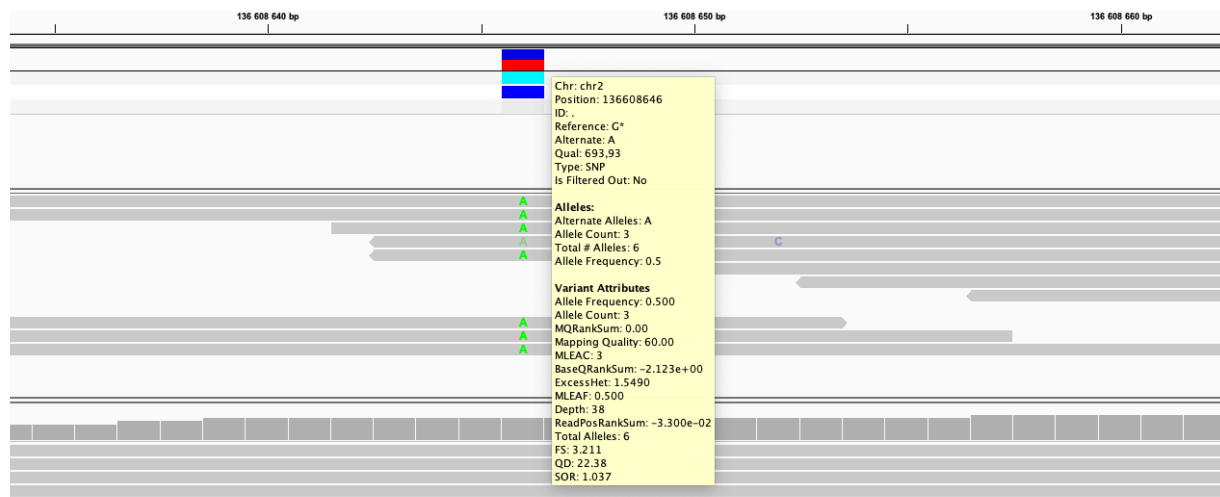 136 608 640 bp
136 608 650 bp
136 608 660 bp
Chr: chr2
Position: 136608646
ID: .
Reference: G*
Alternate: A
Qual: 693,93
Type: SNP
Is Filtered Out: No
Alleles:
Alternate Alleles: A
Allele Count: 3
Total # Alleles: 6
Allele Frequency: 0.5
Variant Attributes
Allele Frequency: 0.500
Allele Count: 3
MQRankSum: 0.00
Mapping Quality: 60.00
MLEAC: 3
BaseQRankSum: −2.123e+00
ExcessHet: 1.5490
MLEAF: 0.500
Depth: 38
ReadPosRankSum: −3.300e−02
Total Alleles: 6
FS: 3.211
QD: 22.38
SOR: 1.037
A
A
A
A C
A
A
A
A